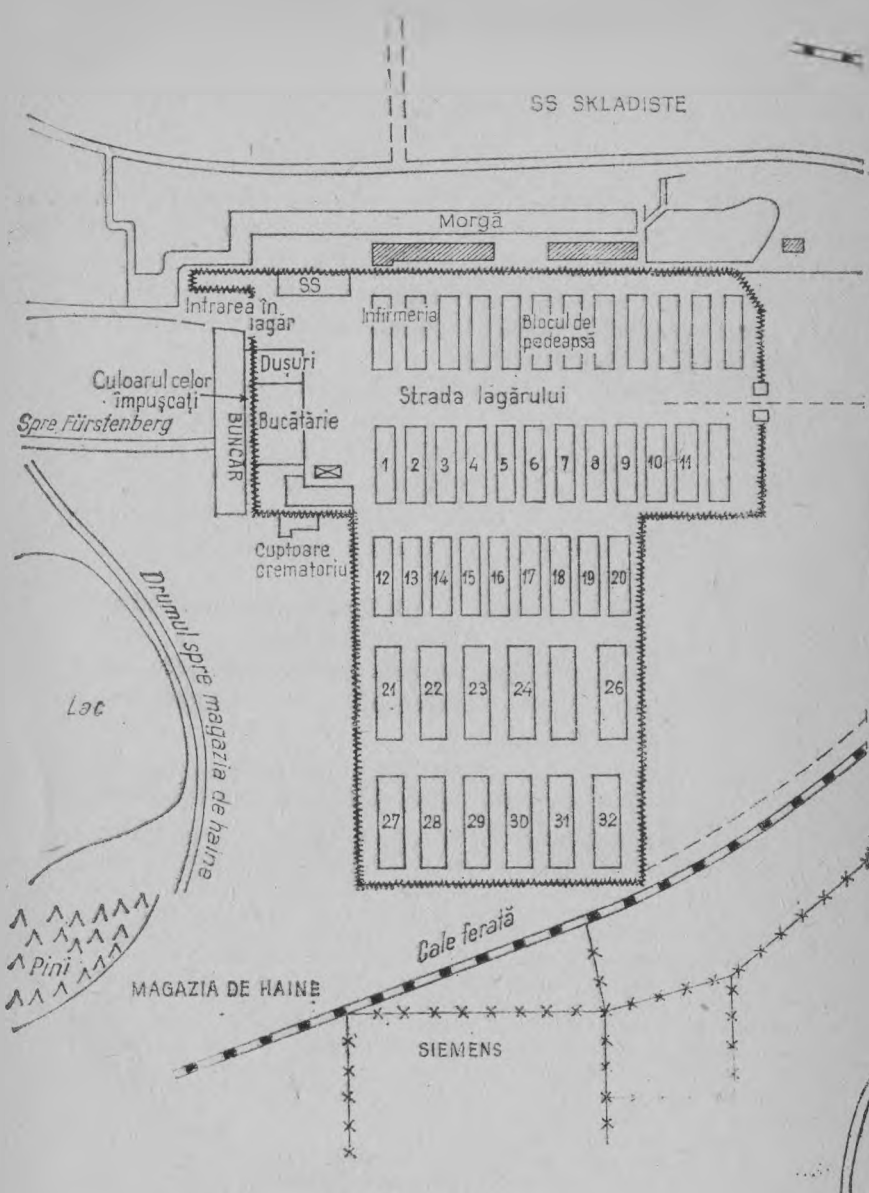 SS SKLADISTE
Morgă
SS
Intrarea în
lagăr
Infirmeria
Blocul de
pedeapsă
Dușuri
Culoarul celor
împușcați
Strada lagărului
Spre Fürstenberg
BUNCAR
Bucătărie
1 2 3 4 5 6 7 8 9 10 11
Cuptoare
crematoriu
12 13 14 15 16 17 18 19 20
Drumul spre magazia de haine
Lac
21 22 23 24 26
27 28 29 30 31 32
Cale ferată
Pini
MAGAZIA DE HAINE
SIEMENS